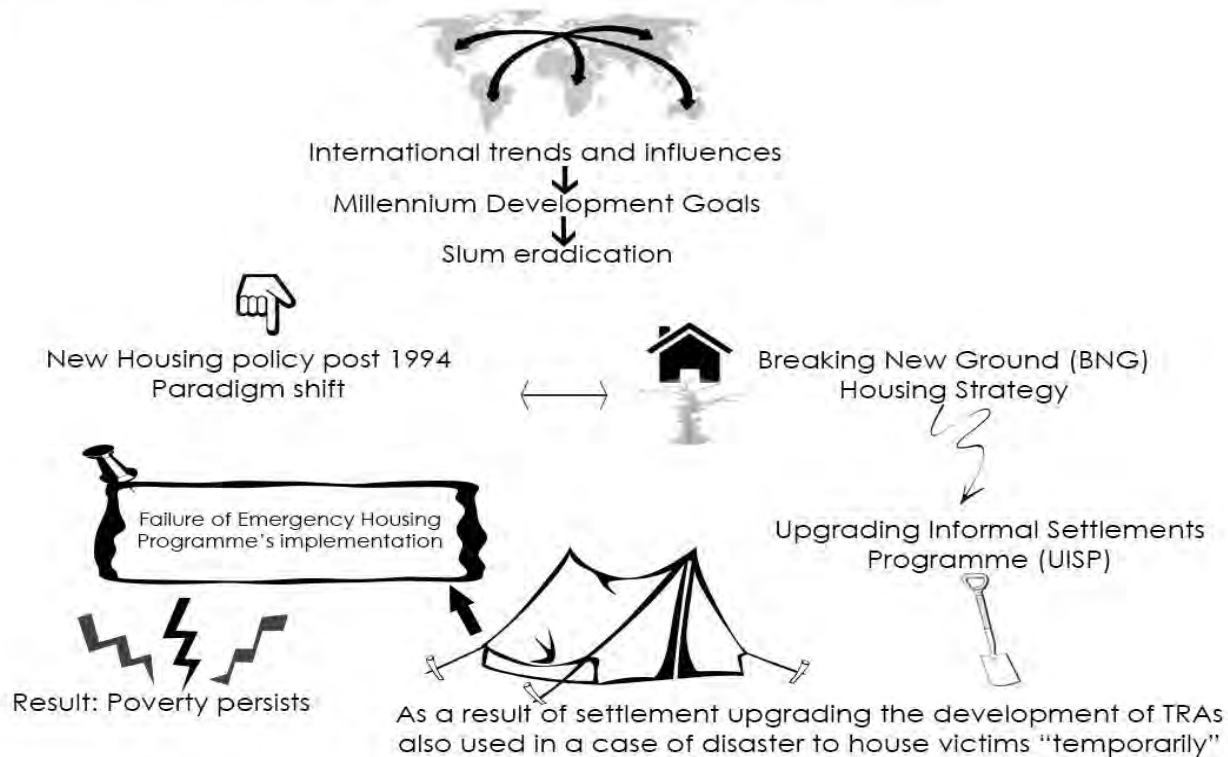 International trends and influences
Millennium Development Goals
Slum eradication
New Housing policy post 1994
Paradigm shift
Breaking New Ground (BNG)
Housing Strategy
Upgrading Informal Settlements
Programme (UISP)
As a result of settlement upgrading the development of TRAs
also used in a case of disaster to house victims “temporarily”
Failure of Emergency Housing
Programme’s implementation
Result: Poverty persists